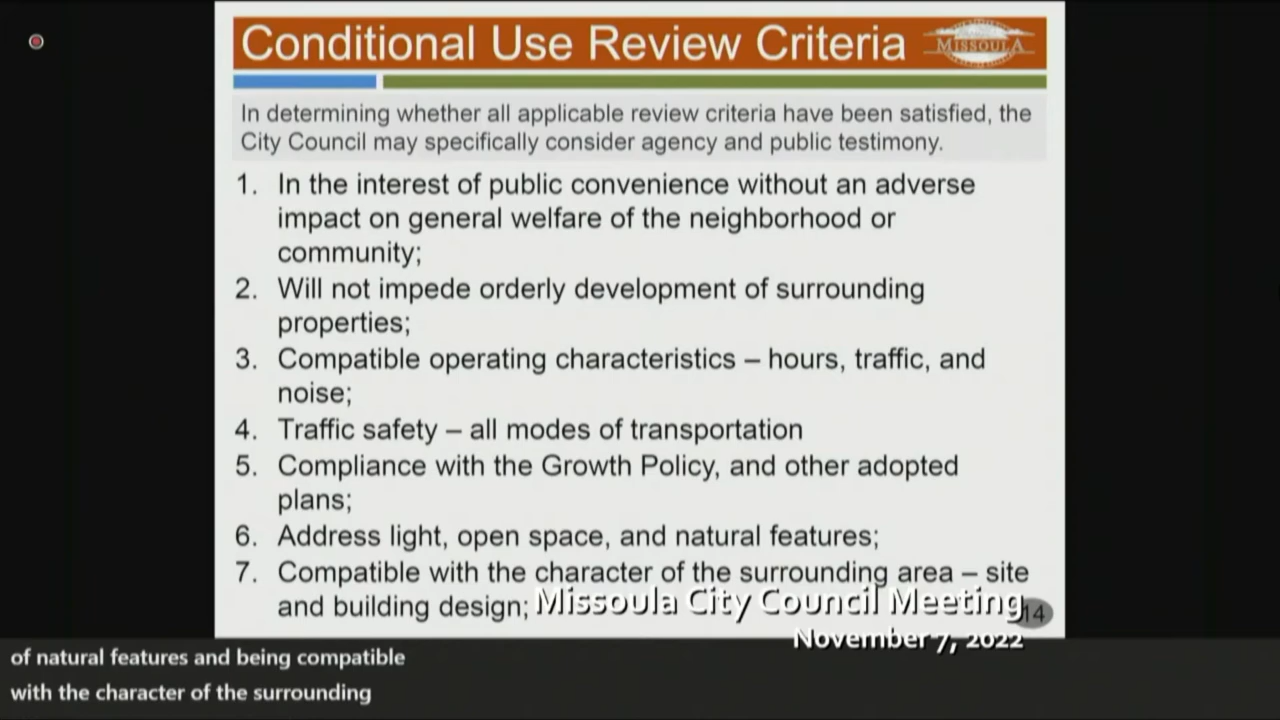 Conditional Use Review Criteria
MISSOULA
In determining whether all applicable review criteria have been satisfied, the
City Council may specifically consider agency and public testimony.
1. In the interest of public convenience without an adverse
impact on general welfare of the neighborhood or
community;
2. Will not impede orderly development of surrounding
properties;
3. Compatible operating characteristics – hours, traffic, and
noise;
4. Traffic safety – all modes of transportation
5. Compliance with the Growth Policy, and other adopted
plans;
6. Address light, open space, and natural features;
7. Compatible with the character of the surrounding area – site
and building design;
14
Missoula City Council Meeting
November 7, 2022
of natural features and being compatible
with the character of the surrounding